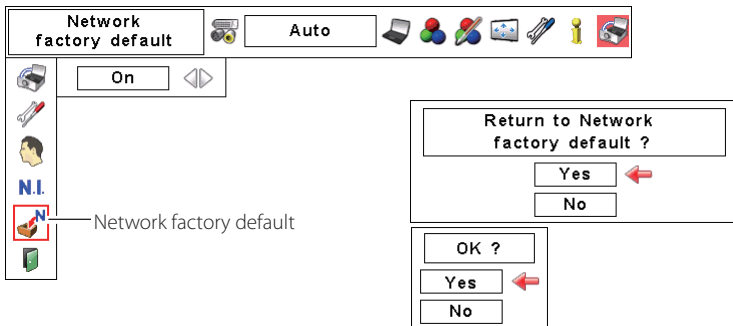 Network
factory default
Auto
On
N.I.
N
Network factory default
Return to Network
factory default ?
Yes
No
OK ?
Yes
No